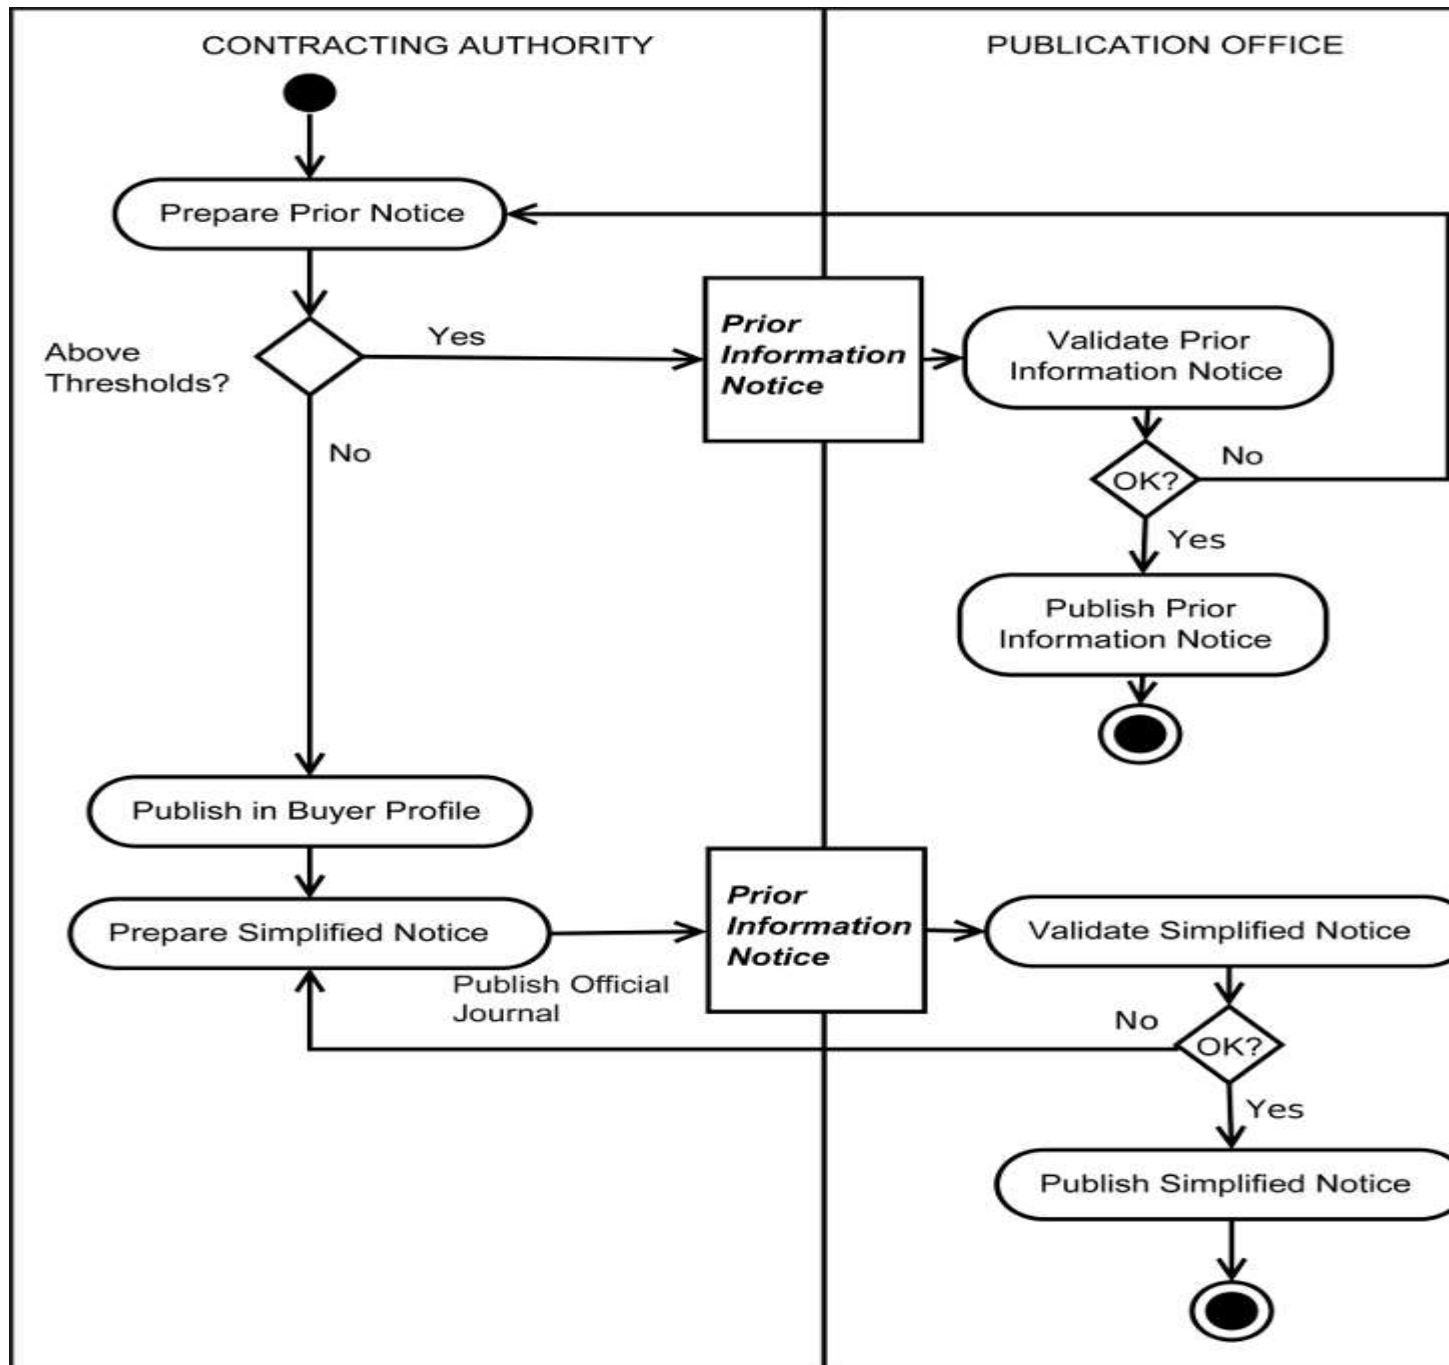 CONTRACTING AUTHORITY
PUBLICATION OFFICE
Prepare Prior Notice
Above
Thresholds?
Yes
No
Prior
Information
Notice
Validate Prior
Information Notice
OK?
No
Yes
Publish Prior
Information Notice
Publish in Buyer Profile
Prepare Simplified Notice
Publish Official
Journal
Prior
Information
Notice
Validate Simplified Notice
No
OK?
Yes
Publish Simplified Notice